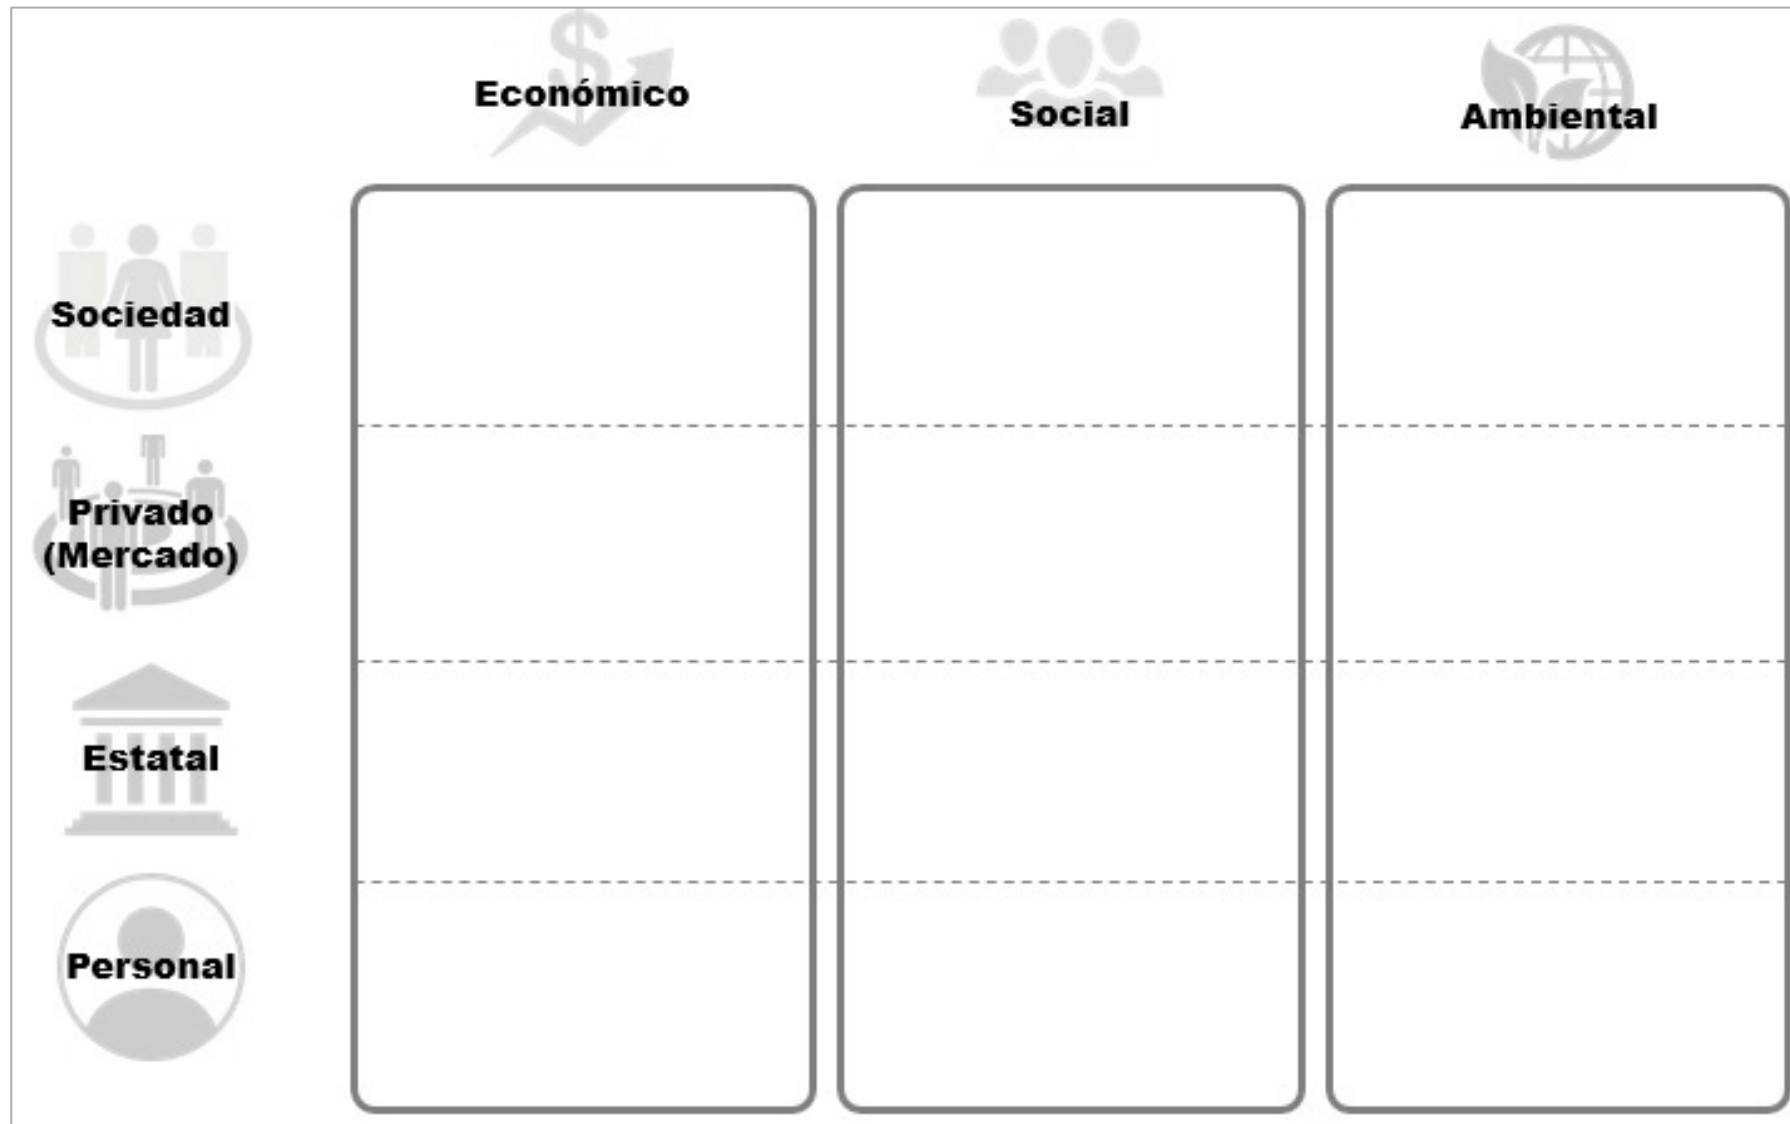 Económico
Social
Ambiental
Sociedad
Privado
(Mercado)
Estatal
Personal